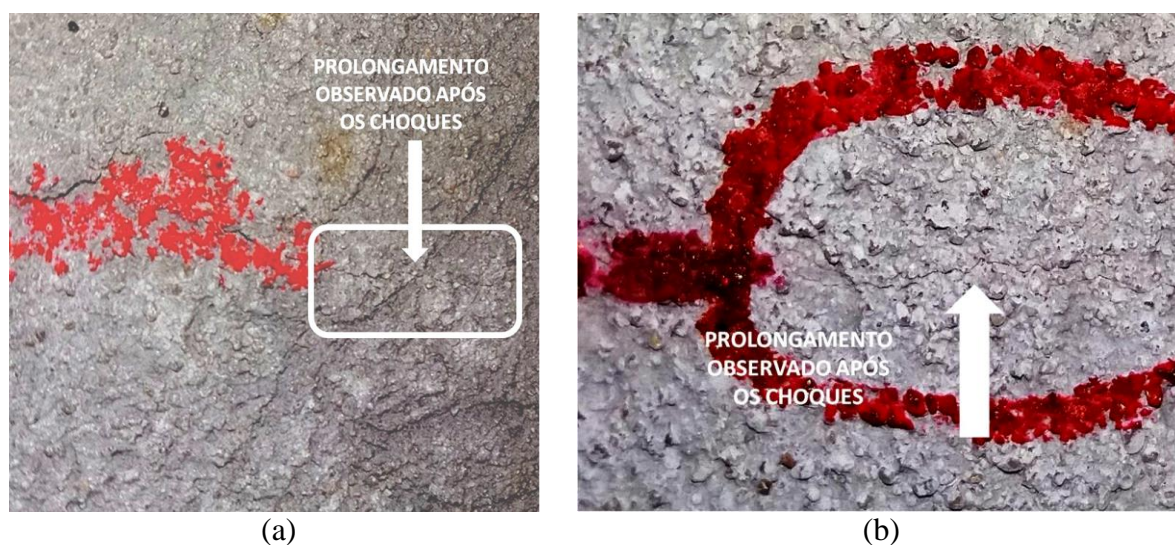 PROLONGAMENTO
OBSERVADO APÓS
OS CHOQUES
PROLONGAMENTO
OBSERVADO APÓS
OS CHOQUES
(a)
(b)